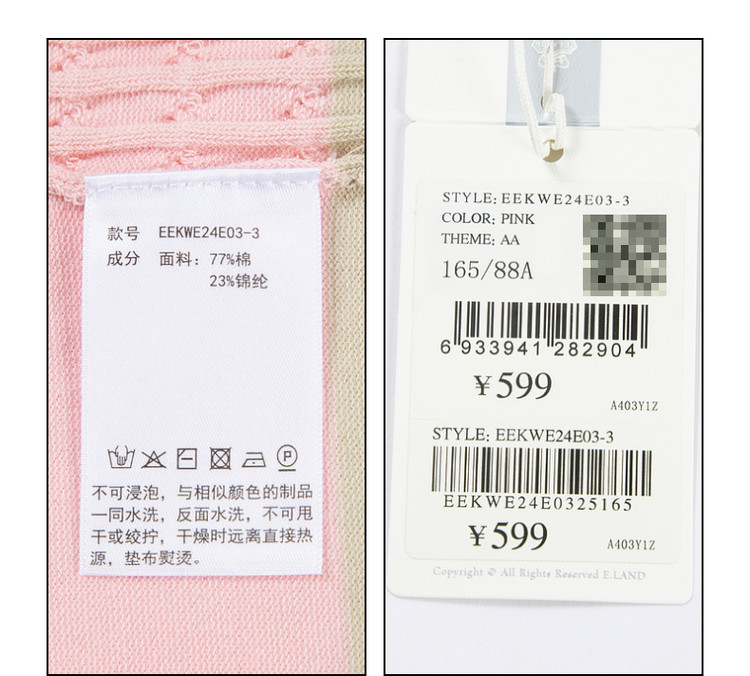 款号 EEKWE24E03-3
成分 面料：77%棉
23%锦纶
P
不可浸泡，与相似颜色的制品
一同水洗，反面水洗，不可甩
干或绞拧，干燥时远离直接热
源，垫布熨烫。
STYLE: EEKWE24E03-3
COLOR: PINK
THEME: AA
165/88A
6 933941 282904
¥599
A403Y1Z
STYLE: EEKWE24E03-3
EEKWE24E0325165
¥599
A403Y1Z
Copyright © All Rights Reserved E.LAND